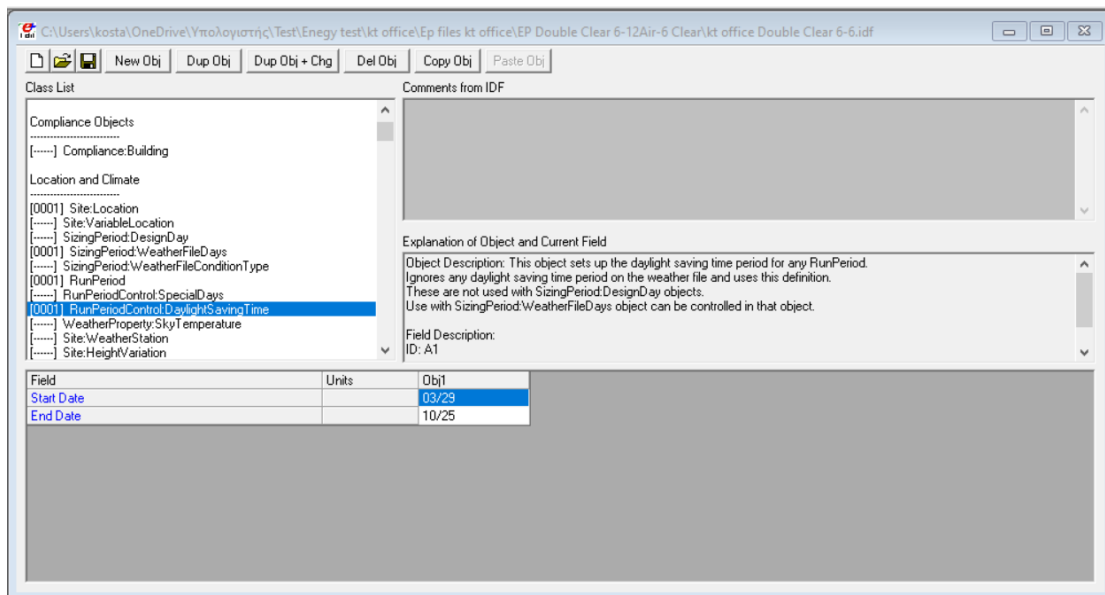 C:\Users\kosta\OneDrive\Υπολογιστής\Test\Enegy test\kt office\Ep files kt office\EP Double Clear 6-12Air-6 Clear\kt office Double Clear 6-6.idf
New Obj Dup Obj Dup Obj + Chg Del Obj Copy Obj Paste Obj
Class List
Compliance Objects
----------------------------
[------] Compliance:Building
Location and Climate
----------------------------
[0001] Site:Location
[------] Site:VariableLocation
[------] SizingPeriod:DesignDay
[0001] SizingPeriod:WeatherFileDays
[------] SizingPeriod:WeatherFileConditionType
[0001] RunPeriod
[------] RunPeriodControl:SpecialDays
[0001] RunPeriodControl:DaylightSavingTime
[------] WeatherProperty:SkyTemperature
[------] Site:WeatherStation
[------] Site:HeightVariation
Comments from IDF
Explanation of Object and Current Field
Object Description: This object sets up the daylight saving time period for any RunPeriod.
Ignores any daylight saving time period on the weather file and uses this definition.
These are not used with SizingPeriod:DesignDay objects.
Use with SizingPeriod:WeatherFileDays object can be controlled in that object.
Field Description:
ID: A1
Field Units Obj1
Start Date 03/29
End Date 10/25